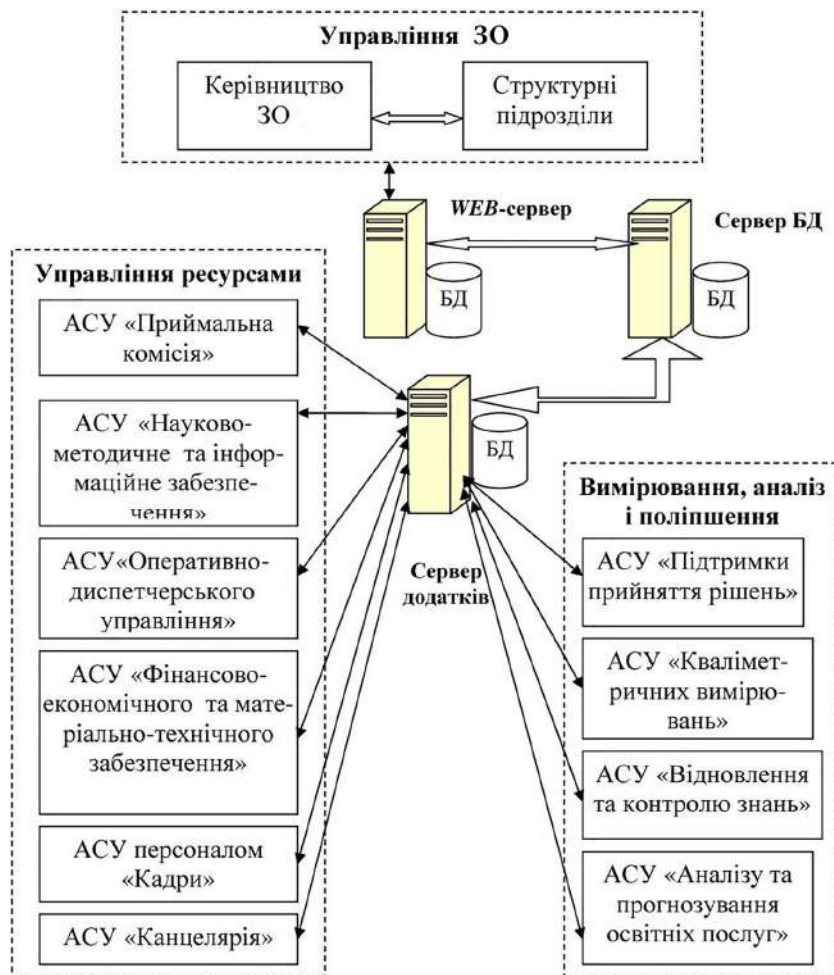 Управління ЗО
Керівництво
ЗО
Структурні
підрозділи
WEB-сервер
Сервер БД
БД
БД
Управління ресурсами
АСУ «Приймальна
комісія»
АСУ «Науково-
методичне та інфор-
маційне забезпе-
чення»
АСУ«Оперативно-
диспетчерського
управління»
АСУ «Фінансово-
економічного та мате-
ріально-технічного
забезпечення»
АСУ персоналом
«Кадри»
АСУ «Канцелярія»
БД
Сервер
додатків
Вимірювання, аналіз
і поліпшення
АСУ «Підтримки
прийняття рішень»
АСУ «Квалімет-
ричних вимірю-
вань»
АСУ «Відновлення
та контролю знань»
АСУ «Аналізу та
прогнозування
освітніх послуг»